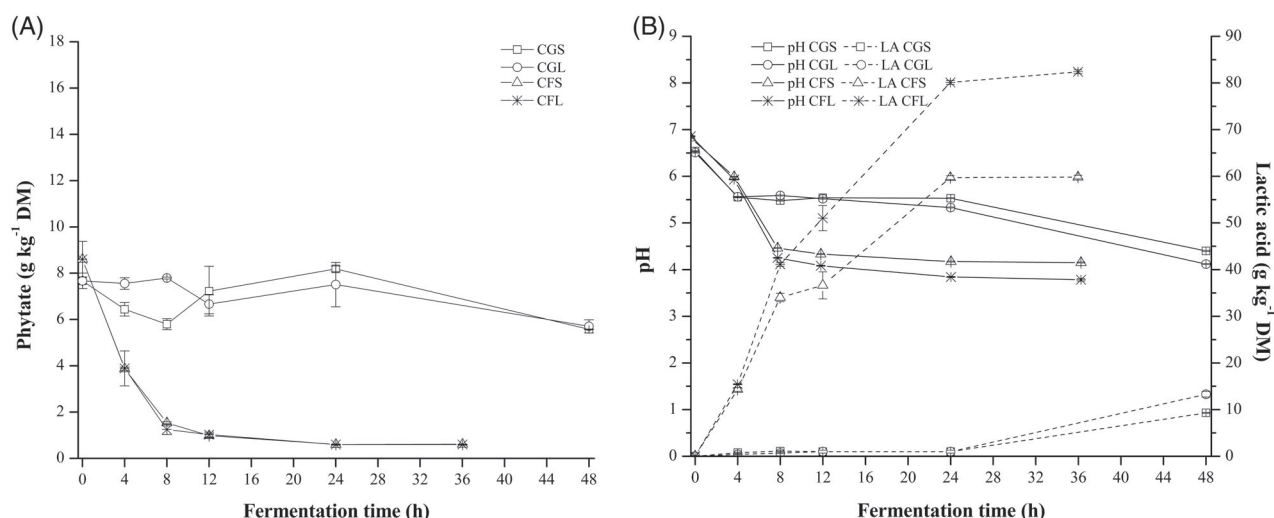 (A)
18
16
14
12
10
8
6
4
2
0
Phytate (g kg-1 DM)
CGS
CGL
CFS
CFL
0 4 8 12 16 20 24 28 32 36 40 44 48
Fermentation time (h)
(B)
9
8
7
6
5
4
3
2
1
0
pH
pH CGS LA CGS
pH CGL LA CGL
pH CFS LA CFS
pH CFL LA CFL
90
80
70
60
50
40
30
20
10
0
Lactic acid (g kg-1 DM)
0 4 8 12 16 20 24 28 32 36 40 44 48
Fermentation time (h)